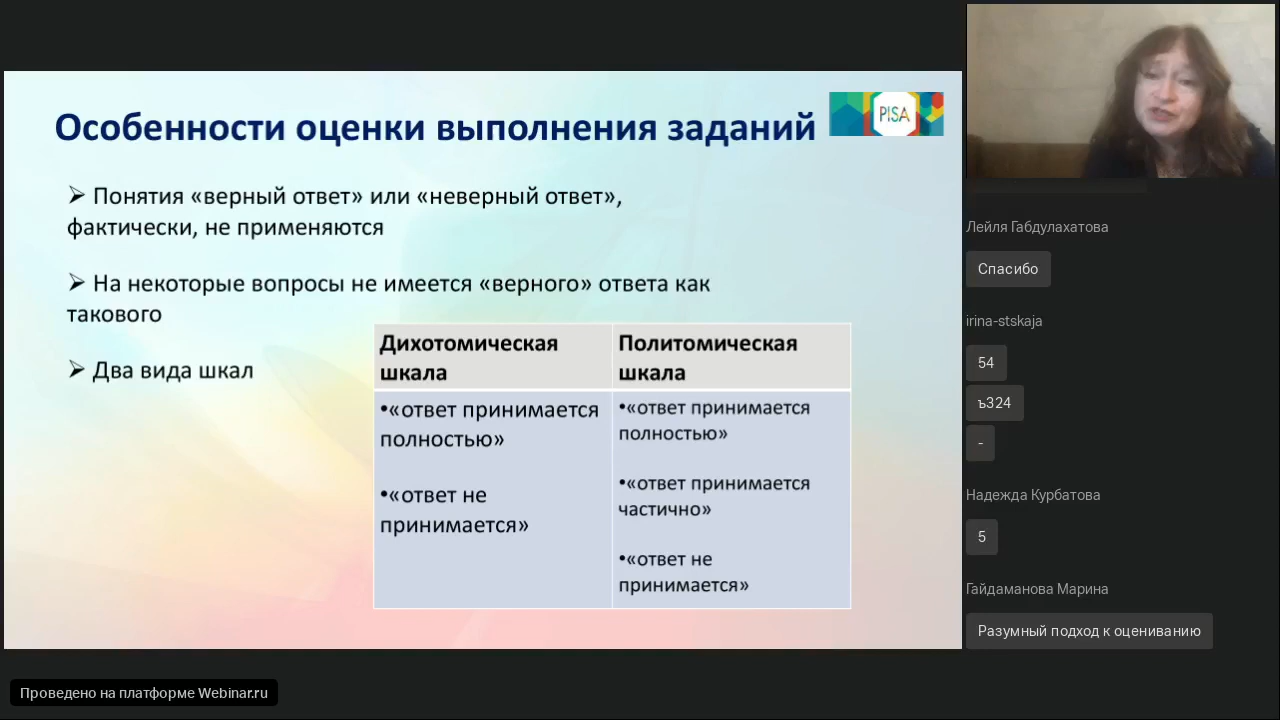 Особенности оценки выполнения заданий
PISA
➢ Понятия «верный ответ» или «неверный ответ»,
фактически, не применяются
➢ На некоторые вопросы не имеется «верного» ответа как
такового
➢ Два вида шкал
Дихотомическая
шкала
•«ответ принимается
полностью»
•«ответ не
принимается»
Политомическая
шкала
•«ответ принимается
полностью»
•«ответ принимается
частично»
•«ответ не
принимается»
Лейля Габдулахатова
Спасибо
irina-stskaja
54
ъ324
-
Надежда Курбатова
5
Гайдаманова Марина
Разумный подход к оцениванию
Проведено на платформе Webinar.ru